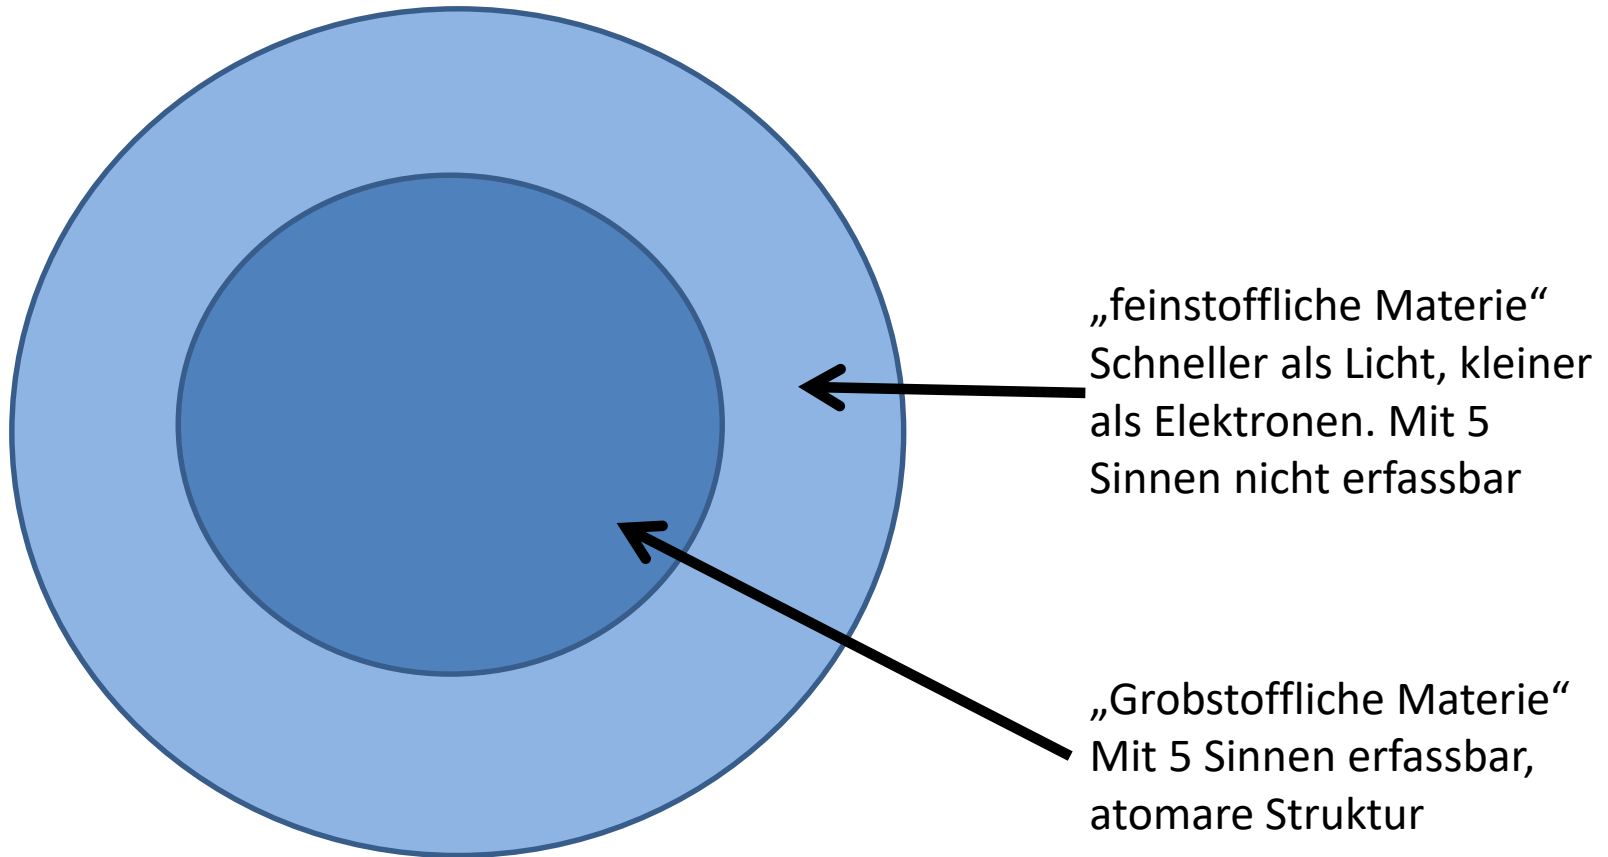 „feinstoffliche Materie“
Schneller als Licht, kleiner
als Elektronen. Mit 5
Sinnen nicht erfassbar
„Grobstoffliche Materie“
Mit 5 Sinnen erfassbar,
atomare Struktur